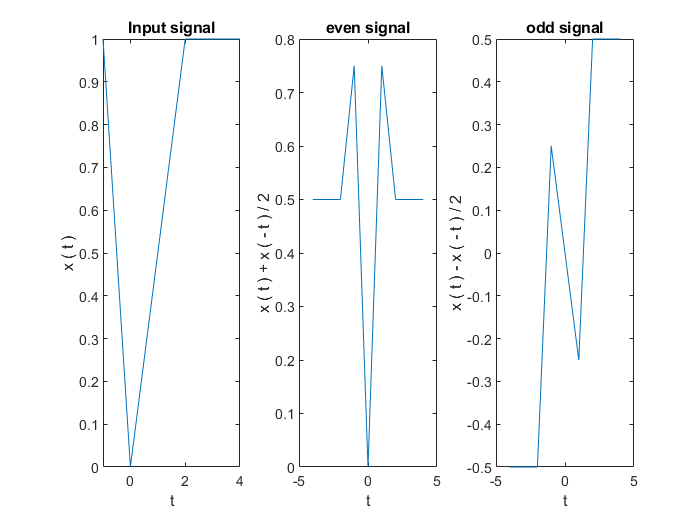 Input signal
x ( t )
1
0.9
0.8
0.7
0.6
0.5
0.4
0.3
0.2
0.1
0
0 2 4
t
even signal
x ( t ) + x ( - t ) / 2
0.8
0.7
0.6
0.5
0.4
0.3
0.2
0.1
0
-5 0 5
t
odd signal
x ( t ) - x ( - t ) / 2
0.5
0.4
0.3
0.2
0.1
0
-0.1
-0.2
-0.3
-0.4
-0.5
-5 0 5
t